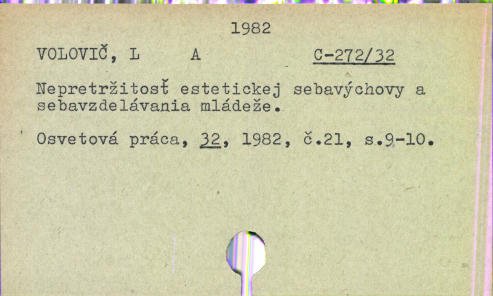 1982
VOLOVIČ, L A C-272/32
Nepretržitosť estetickej sebavýchovy a
sebavzdelávania mládeže.
Osvetová práca, 32, 1982, č.21, s.9-10.